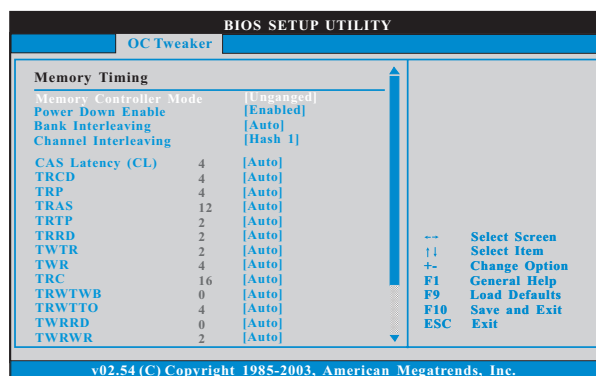 BIOS SETUP UTILITY
OC Tweaker
Memory Timing
Memory Controller Mode [Unganged]
Power Down Enable [Enabled]
Bank Interleaving [Auto]
Channel Interleaving [Hash 1]
CAS Latency (CL) 4 [Auto]
TRCD 4 [Auto]
TRP 4 [Auto]
TRAS 12 [Auto]
TRTP 2 [Auto]
TRRD 2 [Auto]
TWTR 2 [Auto]
TWR 4 [Auto]
TRC 16 [Auto]
TRWTWB 0 [Auto]
TRWTTO 4 [Auto]
TWRRD 0 [Auto]
TWRWR 2 [Auto]
←→ Select Screen
↑↓ Select Item
+- Change Option
F1 General Help
F9 Load Defaults
F10 Save and Exit
ESC Exit
v02.54 (C) Copyright 1985-2003, American Megatrends, Inc.